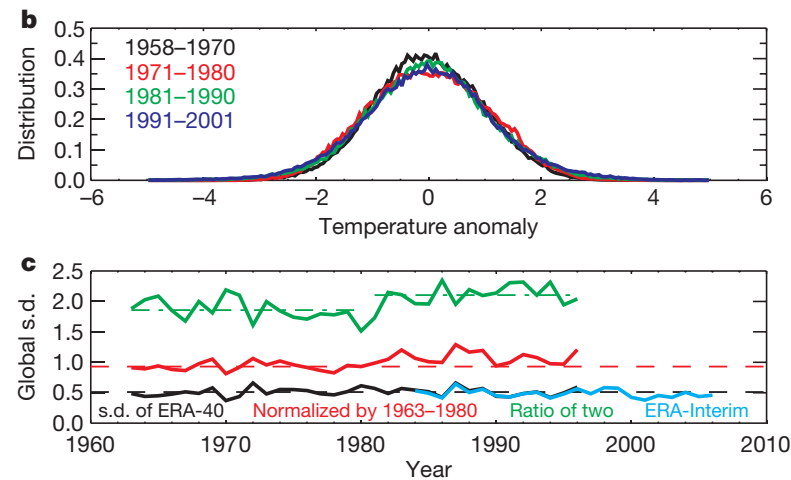 b
0.5
0.4
0.3
0.2
0.1
0.0
Distribution
1958–1970
1971–1980
1981–1990
1991–2001
−6 −4 −2 0 2 4 6
Temperature anomaly
c
2.5
2.0
1.5
1.0
0.5
0.0
Global s.d.
s.d. of ERA-40 Normalized by 1963–1980 Ratio of two ERA-Interim
1960 1970 1980 1990 2000 2010
Year